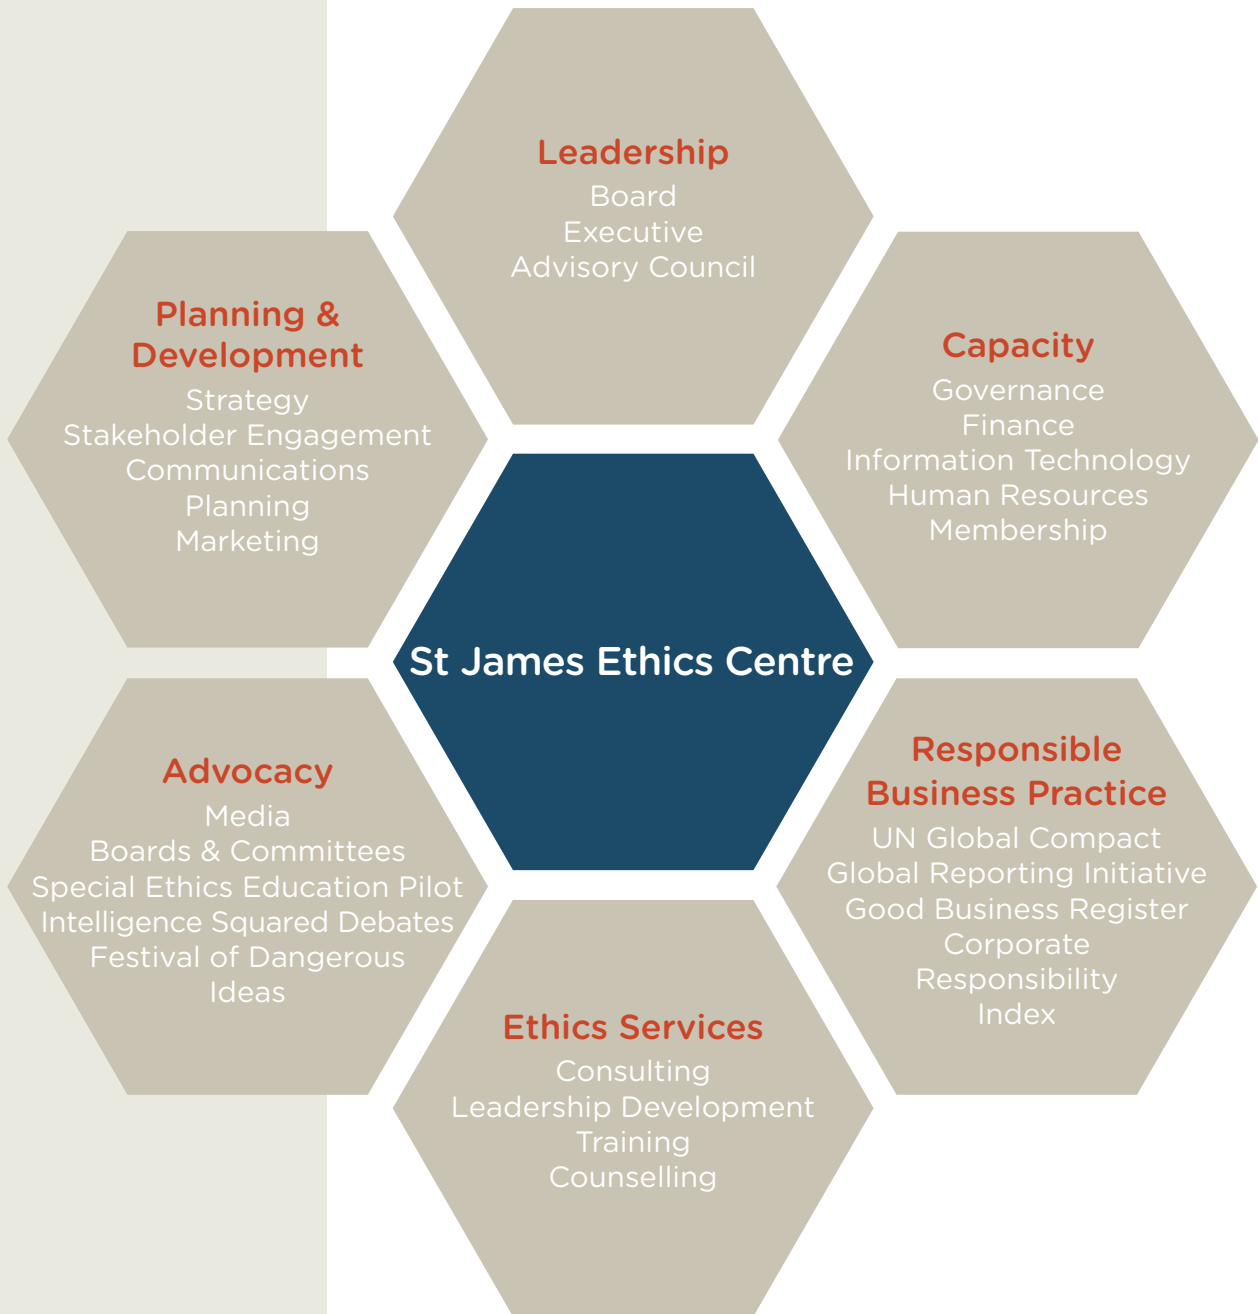 Leadership
Board
Executive
Advisory Council
Planning &
Development
Strategy
Stakeholder Engagement
Communications
Planning
Marketing
Capacity
Governance
Finance
Information Technology
Human Resources
Membership
St James Ethics Centre
Advocacy
Media
Boards & Committees
Special Ethics Education Pilot
Intelligence Squared Debates
Festival of Dangerous
Ideas
Responsible
Business Practice
UN Global Compact
Global Reporting Initiative
Good Business Register
Corporate
Responsibility
Index
Ethics Services
Consulting
Leadership Development
Training
Counselling